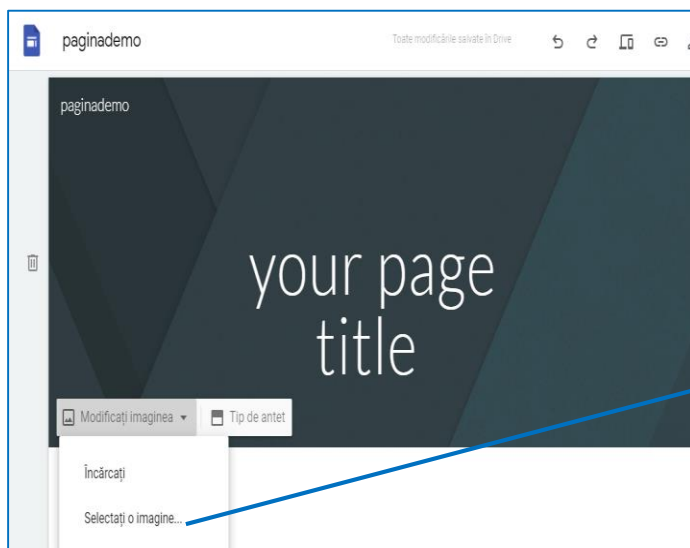 paginademo
Toate modificările salvate în Drive
paginademo
your page
title
Modificați imaginea
Tip de antet
Încărcați
Selectați o imagine...